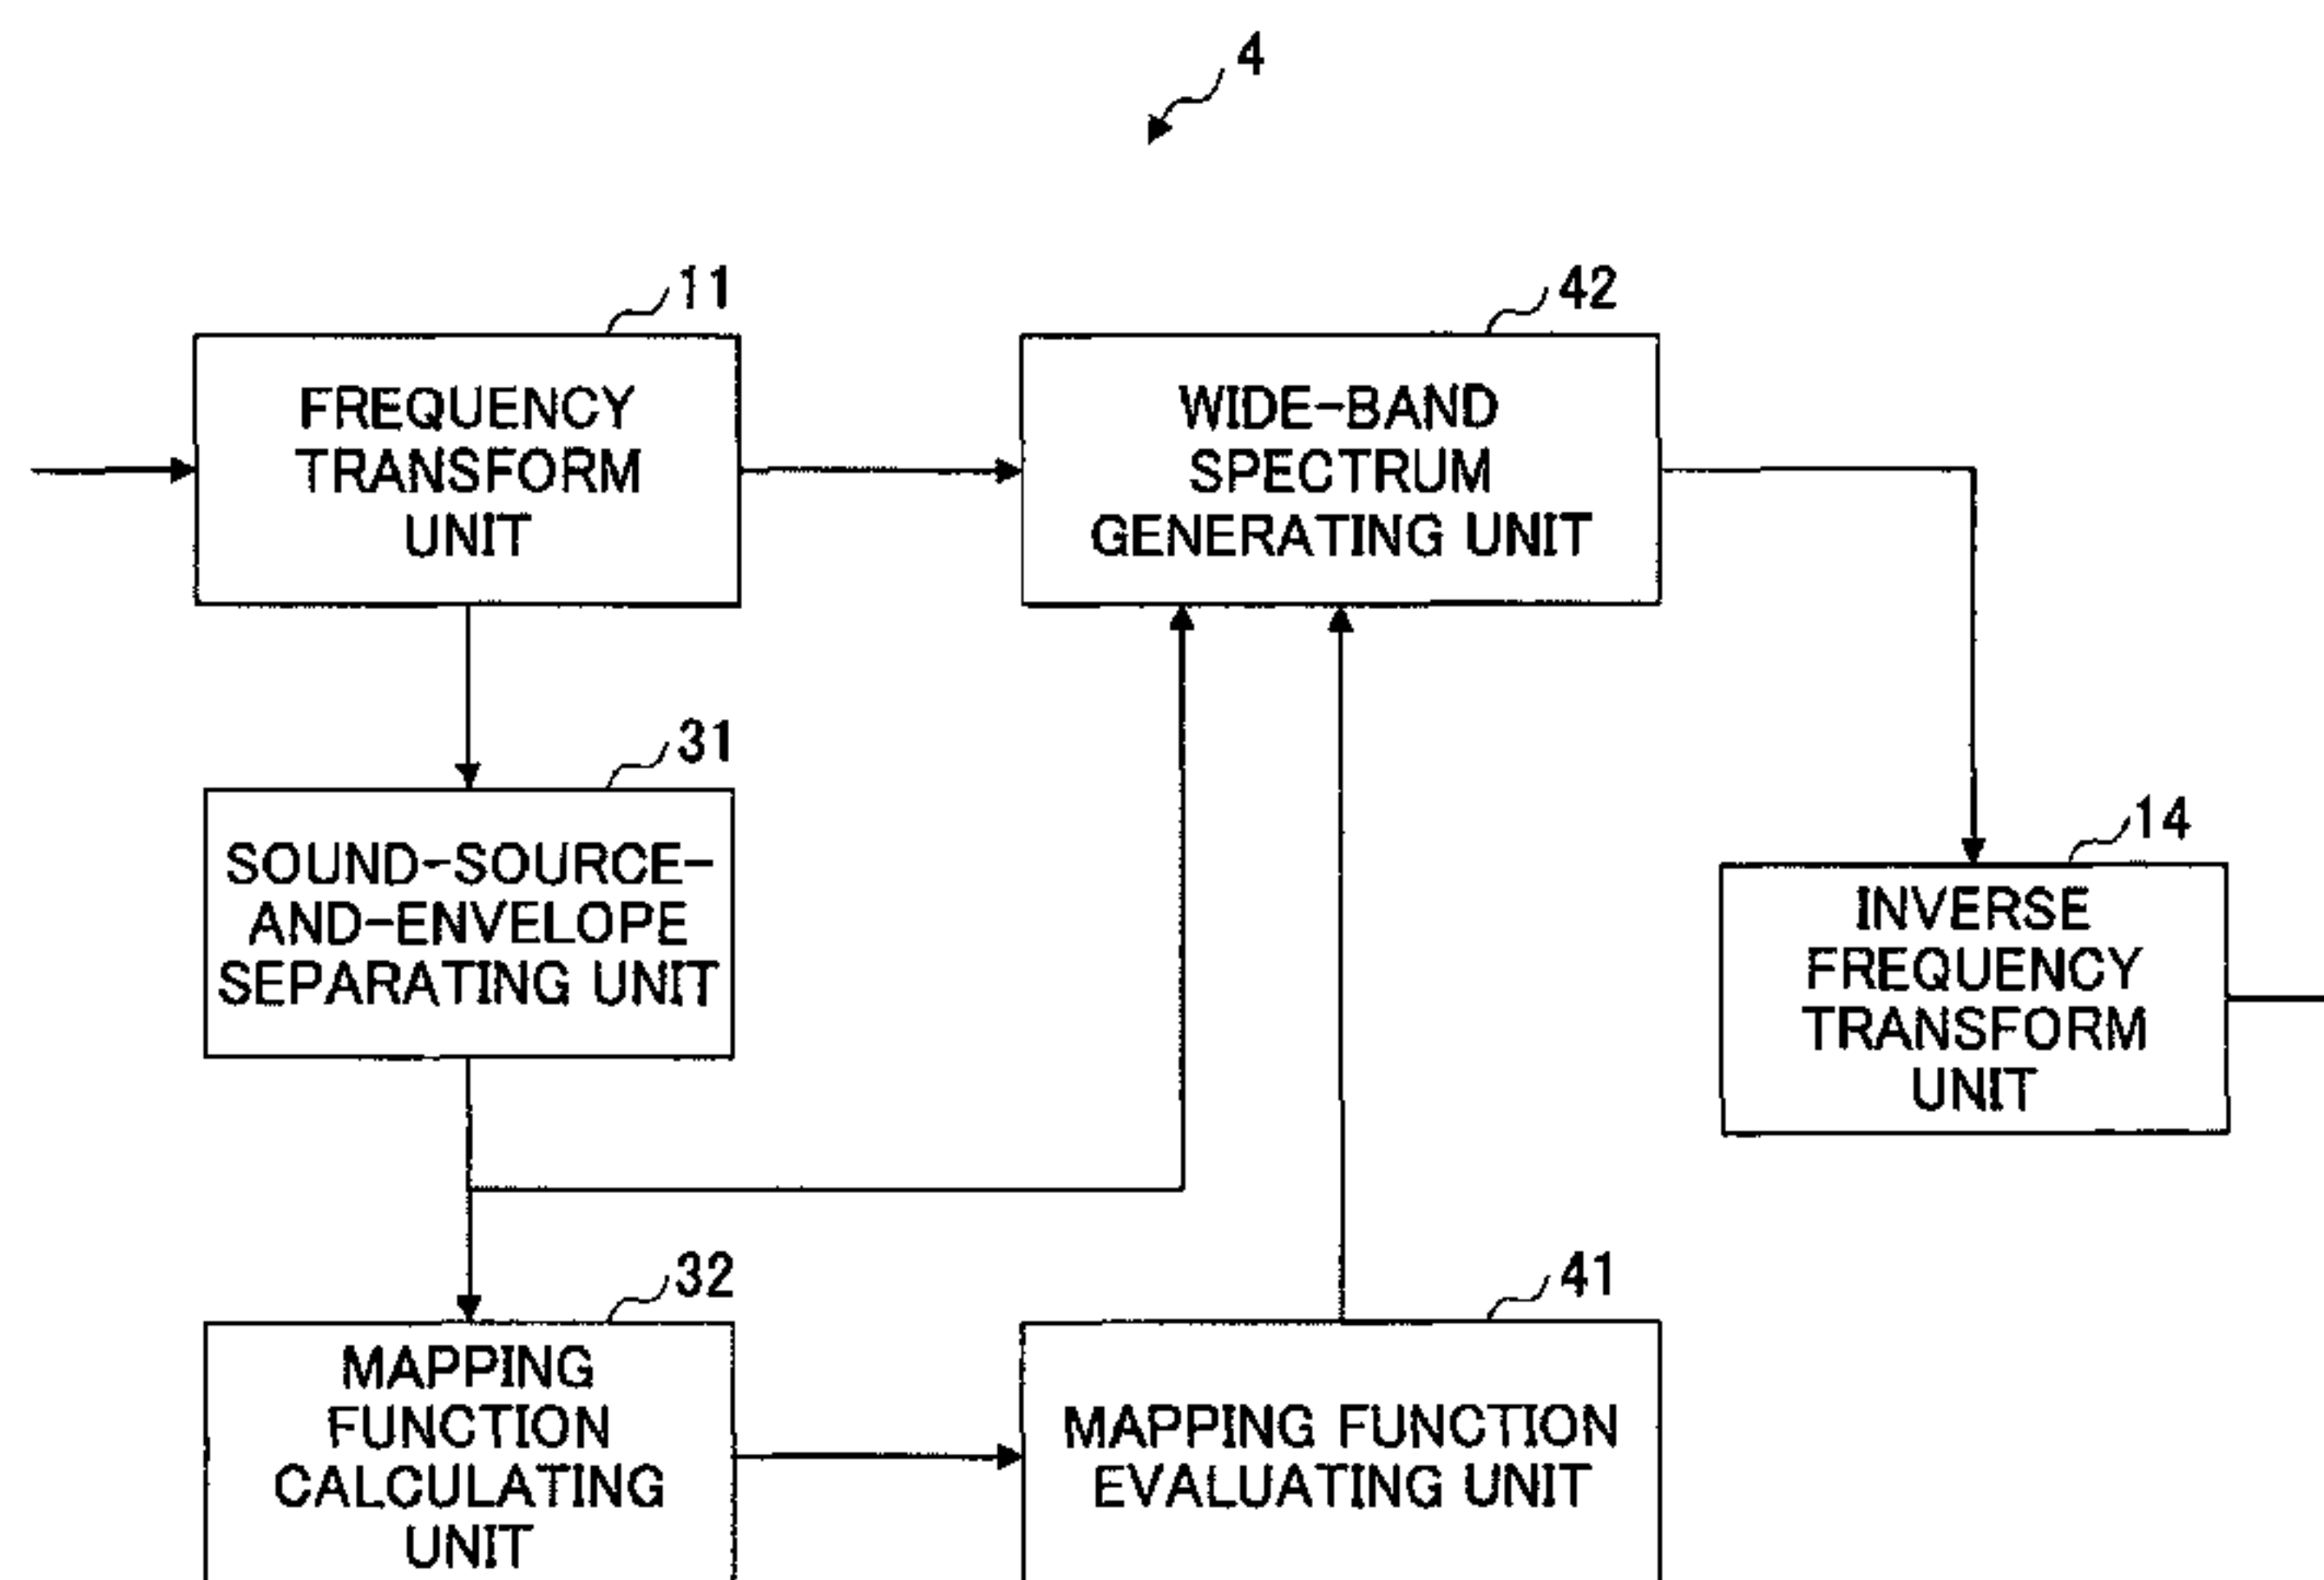 4
11
FREQUENCY
TRANSFORM
UNIT
42
WIDE-BAND
SPECTRUM
GENERATING UNIT
31
SOUND-SOURCE-
AND-ENVELOPE
SEPARATING UNIT
14
INVERSE
FREQUENCY
TRANSFORM
UNIT
32
MAPPING
FUNCTION
CALCULATING
UNIT
41
MAPPING FUNCTION
EVALUATING UNIT